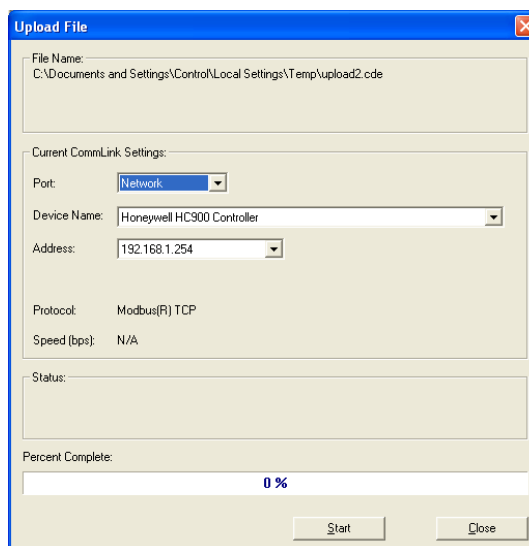 Upload File
File Name:
C:\Documents and Settings\Control\Local Settings\Temp\upload2.cde
Current CommLink Settings:
Port: Network
Device Name: Honeywell HC900 Controller
Address: 192.168.1.254
Protocol: Modbus(R) TCP
Speed (bps): N/A
Status:
Percent Complete:
0 %
Start Close